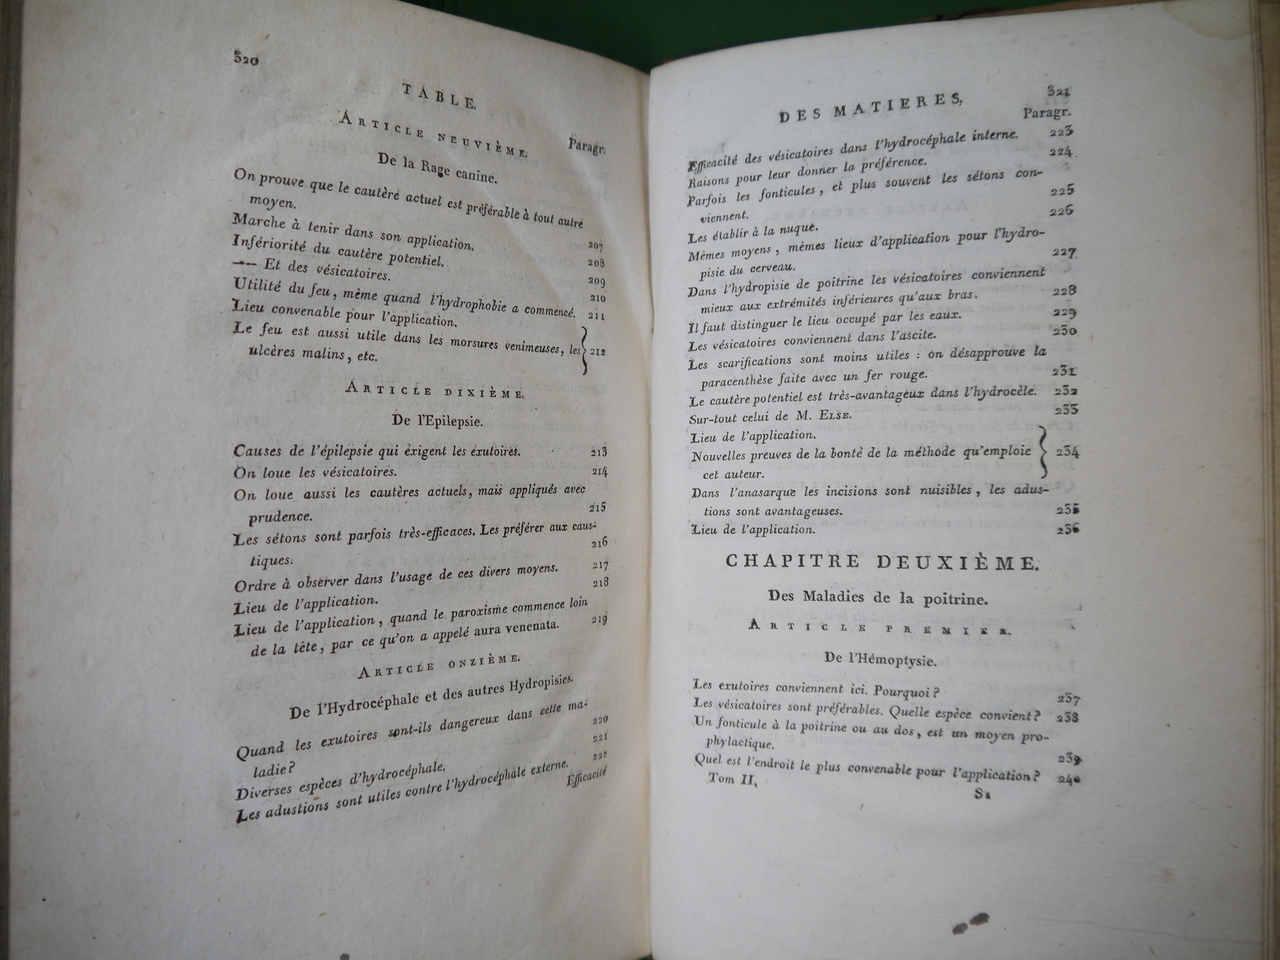 320
TABLE.
ARTICLE NEUVIÈME.
Paragr.
De la Rage canine.
On prouve que le cautère actuel est préférable à tout autre
moyen. 207
Marche à tenir dans son application. 208
Infériorité du cautère potentiel. 209
— Et des vésicatoires. 210
Utilité du feu, même quand l'hydrophobie a commencé. 211
Lieu convenable pour l'application.
Le feu est aussi utile dans les morsures venimeuses, les } 212
ulcères malins, etc.
ARTICLE DIXIÈME.
De l'Epilepsie.
Causes de l'épilepsie qui exigent les exutoires. 213
On loue les vésicatoires. 214
On loue aussi les cautères actuels, mais appliqués avec
prudence. 215
Les sétons sont parfois très-efficaces. Les préférer aux caus-
tiques. 216
Ordre à observer dans l'usage de ces divers moyens. 217
Lieu de l'application. 218
Lieu de l'application, quand le paroxisme commence loin
de la tête, par ce qu'on a appelé aura venenata. 219
ARTICLE ONZIÈME.
De l'Hydrocéphale et des autres Hydropisies.
Quand les exutoires sont-ils dangereux dans cette ma-
ladie? 220
Diverses espèces d'hydrocéphale. 221
Les adustions sont utiles contre l'hydrocéphale externe. 222
Efficacité
DES MATIERES. 321
Paragr.
Efficacité des vésicatoires dans l'hydrocéphale interne. 223
Raisons pour leur donner la préférence. 224
Parfois les fonticules, et plus souvent les sétons con-
viennent. 225
Les établir à la nuque. 226
Mêmes moyens, mêmes lieux d'application pour l'hydro-
pisie du cerveau. 227
Dans l'hydropisie de poitrine les vésicatoires conviennent
mieux aux extrémités inférieures qu'aux bras. 228
Il faut distinguer le lieu occupé par les eaux. 229
Les vésicatoires conviennent dans l'ascite. 230
Les scarifications sont moins utiles : on désapprouve la
paracenthèse faite avec un fer rouge. 231
Le cautère potentiel est très-avantageux dans l'hydrocèle. 232
Sur-tout celui de M. ELSE. 233
Lieu de l'application.
Nouvelles preuves de la bonté de la méthode qu'emploie } 234
cet auteur.
Dans l'anasarque les incisions sont nuisibles, les adus-
tions sont avantageuses. 235
Lieu de l'application. 236
CHAPITRE DEUXIÈME.
Des Maladies de la poitrine.
ARTICLE PREMIER.
De l'Hémoptysie.
Les exutoires conviennent ici. Pourquoi? 237
Les vésicatoires sont préférables. Quelle espèce convient? 238
Un fonticule à la poitrine ou au dos, est un moyen pro-
phylactique. 239
Quel est l'endroit le plus convenable pour l'application? 240
Tom II.
Ss